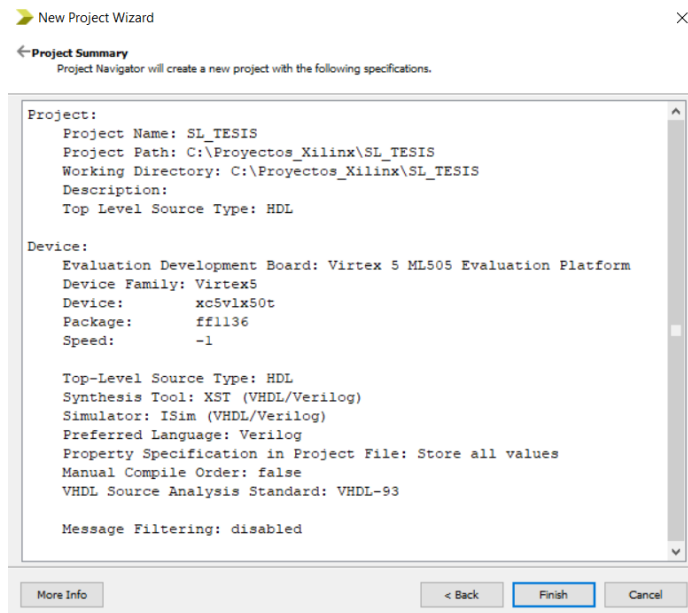 New Project Wizard
Project Summary
Project Navigator will create a new project with the following specifications.
Project:
Project Name: SL_TESIS
Project Path: C:\Proyectos_Xilinx\SL_TESIS
Working Directory: C:\Proyectos_Xilinx\SL_TESIS
Description:
Top Level Source Type: HDL
Device:
Evaluation Development Board: Virtex 5 ML505 Evaluation Platform
Device Family: Virtex5
Device: xc5vlx50t
Package: ff1136
Speed: -1
Top-Level Source Type: HDL
Synthesis Tool: XST (VHDL/Verilog)
Simulator: ISim (VHDL/Verilog)
Preferred Language: Verilog
Property Specification in Project File: Store all values
Manual Compile Order: false
VHDL Source Analysis Standard: VHDL-93
Message Filtering: disabled
More Info < Back Finish Cancel